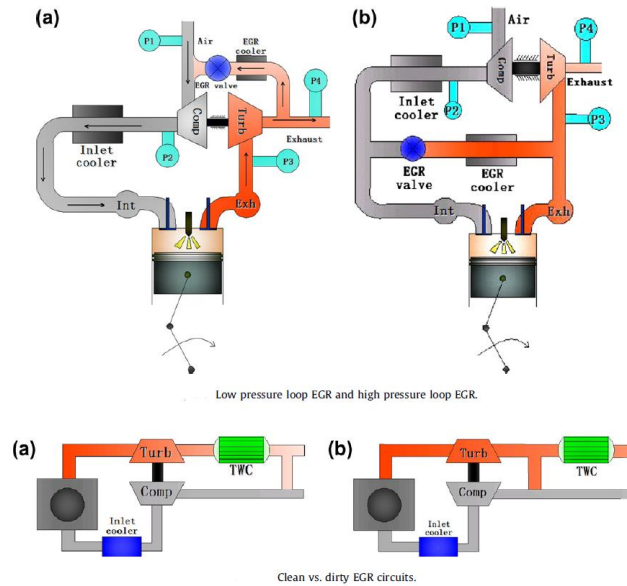 (a)
P1
Air
EGR
cooler
EGR valve
P4
Comp
Turb
Exhaust
Inlet
cooler
P2
P3
Int
Exh
(b)
P1
Air
P4
Comp
Turb
Inlet
cooler
P2
Exhaust
P3
EGR
valve
EGR
cooler
Int
Exh
Low pressure loop EGR and high pressure loop EGR.
(a)
Turb
TWC
Comp
Inlet
cooler
(b)
Turb
TWC
Comp
Inlet
cooler
Clean vs. dirty EGR circuits.